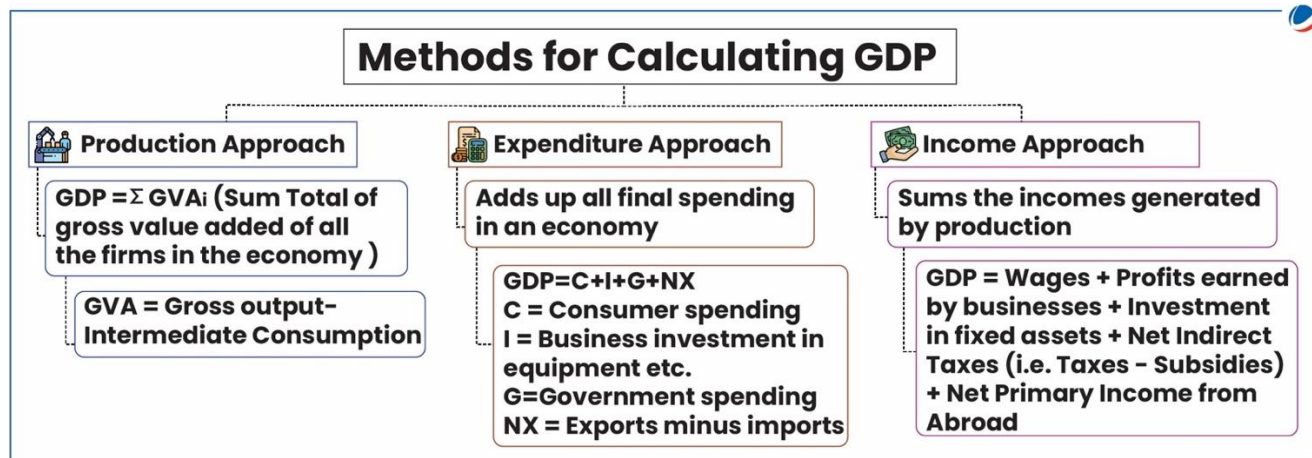 Methods for Calculating GDP
Production Approach
GDP =Σ GVAi (Sum Total of
gross value added of all
the firms in the economy )
GVA = Gross output-
Intermediate Consumption
Expenditure Approach
Adds up all final spending
in an economy
GDP=C+I+G+NX
C = Consumer spending
I = Business investment in
equipment etc.
G=Government spending
NX = Exports minus imports
Income Approach
Sums the incomes generated
by production
GDP = Wages + Profits earned
by businesses + Investment
in fixed assets + Net Indirect
Taxes (i.e. Taxes - Subsidies)
+ Net Primary Income from
Abroad